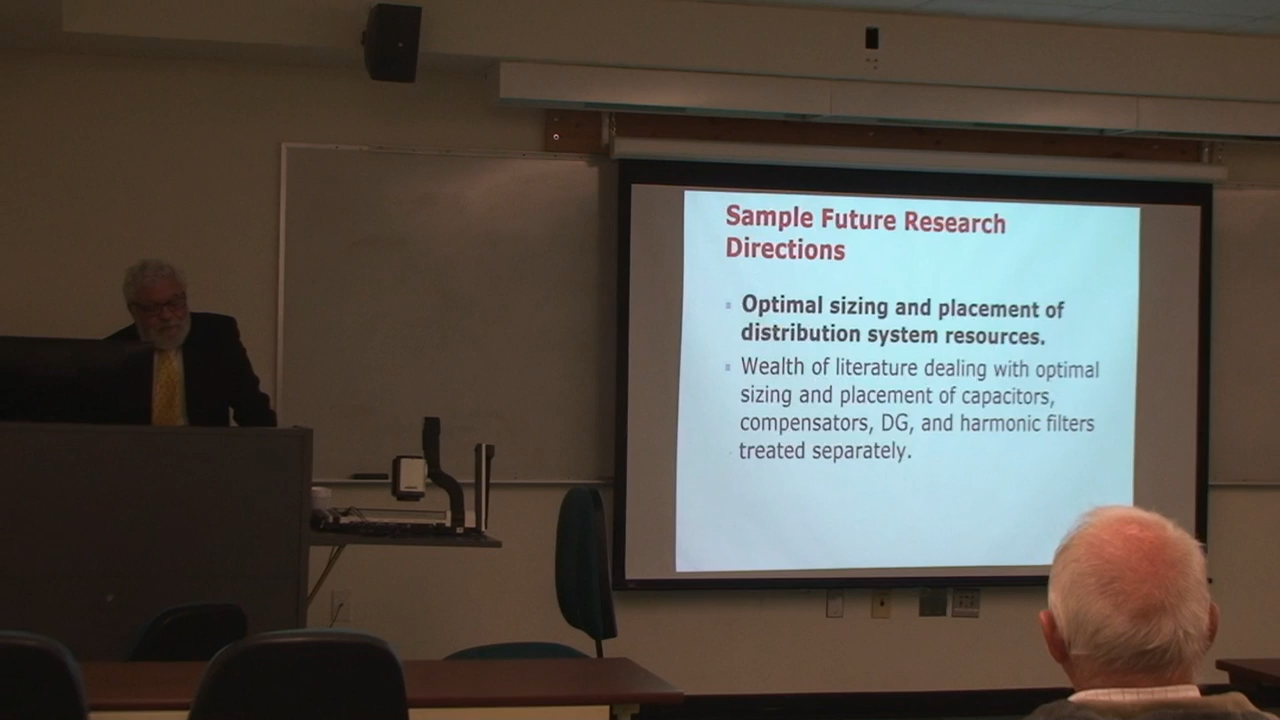 Sample Future Research
Directions
Optimal sizing and placement of
distribution system resources.
Wealth of literature dealing with optimal
sizing and placement of capacitors,
compensators, DG, and harmonic filters
treated separately.